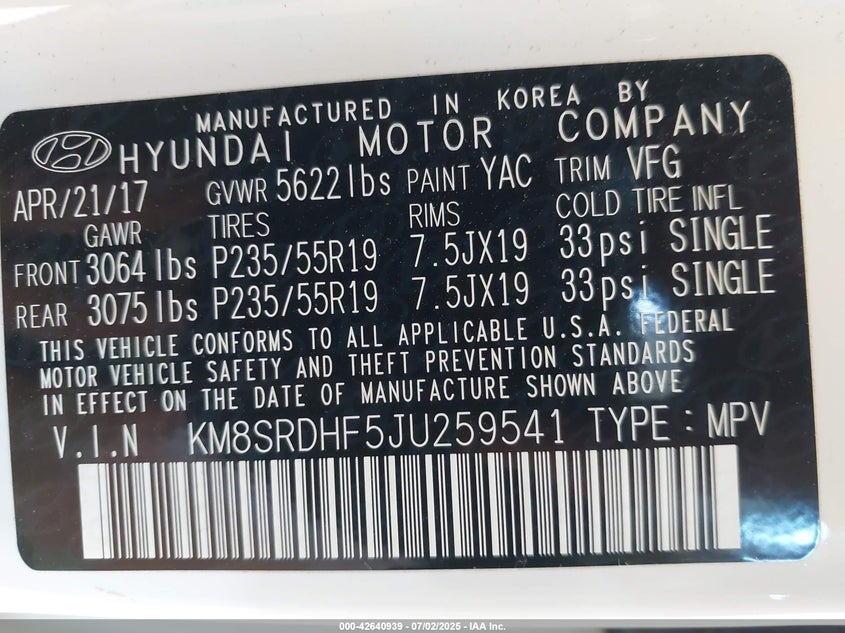 MANUFACTURED IN KOREA BY
HYUNDAI MOTOR COMPANY
APR/21/17 GVWR 5622lbs PAINT YAC TRIM VFG
GAWR TIRES RIMS COLD TIRE INFL
FRONT 3064lbs P235/55R19 7.5JX19 33psi SINGLE
REAR 3075lbs P235/55R19 7.5JX19 33psi SINGLE
THIS VEHICLE CONFORMS TO ALL APPLICABLE U.S.A. FEDERAL
MOTOR VEHICLE SAFETY AND THEFT PREVENTION STANDARDS
IN EFFECT ON THE DATE OF MANUFACTURE SHOWN ABOVE
V.I.N KM8SRDHF5JU259541 TYPE:MPV
000-42640939 - 07/02/2025 - IAA Inc.